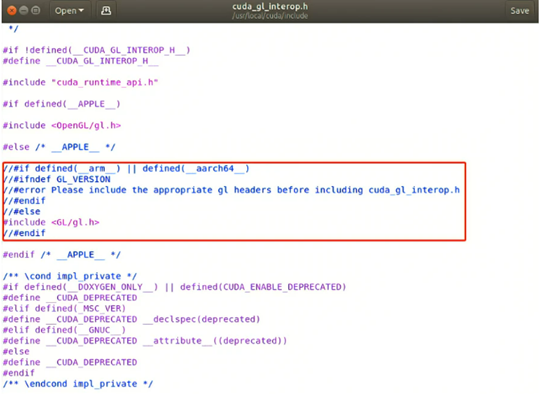 Open
cuda_gl_interop.h
/usr/local/cuda/include
Save
*/
#if !defined(__CUDA_GL_INTEROP_H__)
#define __CUDA_GL_INTEROP_H__
#include "cuda_runtime_api.h"
#if defined(__APPLE__)
#include <OpenGL/gl.h>
#else /* __APPLE__ */
//#if defined(__arm__) || defined(__aarch64__)
//#ifndef GL_VERSION
//#error Please include the appropriate gl headers before including cuda_gl_interop.h
//#endif
//#else
#include <GL/gl.h>
//#endif
#endif /* __APPLE__ */
/** \cond impl_private */
#if defined(__DOXYGEN_ONLY__) || defined(CUDA_ENABLE_DEPRECATED)
#define __CUDA_DEPRECATED
#elif defined(_MSC_VER)
#define __CUDA_DEPRECATED __declspec(deprecated)
#elif defined(__GNUC__)
#define __CUDA_DEPRECATED __attribute__((deprecated))
#else
#define __CUDA_DEPRECATED
#endif
/** \endcond impl_private */